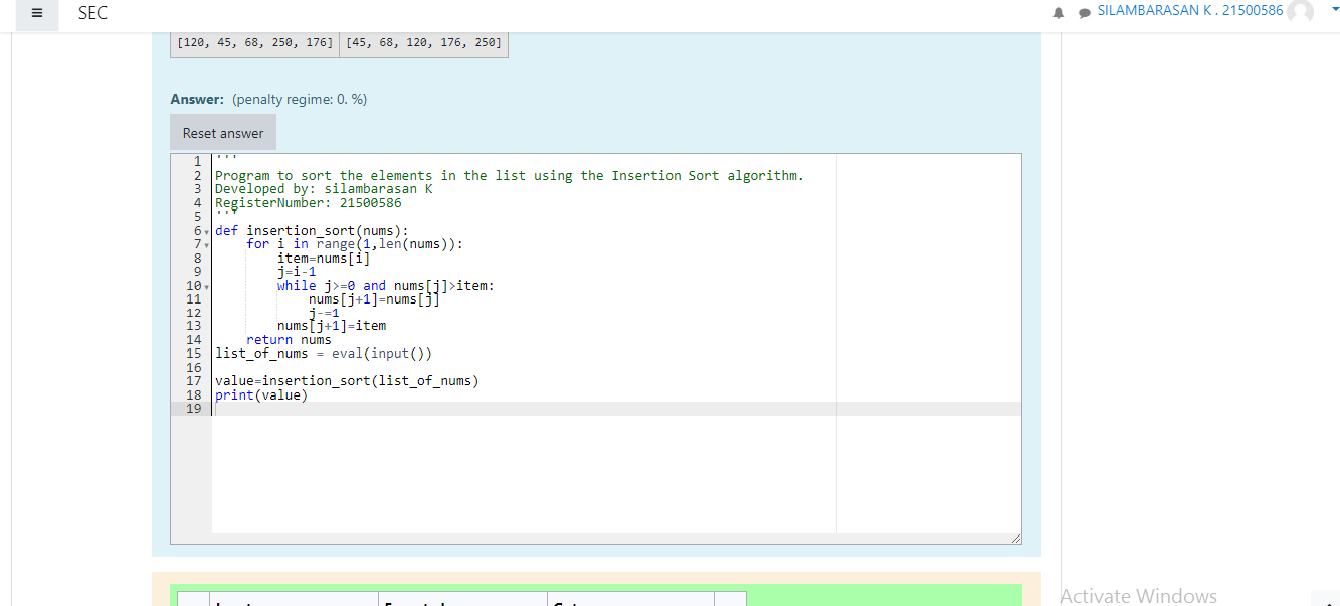 SEC
SILAMBARASAN K . 21500586
[120, 45, 68, 250, 176] [45, 68, 120, 176, 250]
Answer: (penalty regime: 0. %)
Reset answer
1 '''
2 Program to sort the elements in the list using the Insertion Sort algorithm.
3 Developed by: silambarasan K
4 RegisterNumber: 21500586
5 '''
6 def insertion_sort(nums):
7 for i in range(1,len(nums)):
8 item=nums[i]
9 j=i-1
10 while j>=0 and nums[j]>item:
11 nums[j+1]=nums[j]
12 j-=1
13 nums[j+1]=item
14 return nums
15 list_of_nums = eval(input())
16
17 value=insertion_sort(list_of_nums)
18 print(value)
19
Activate Windows